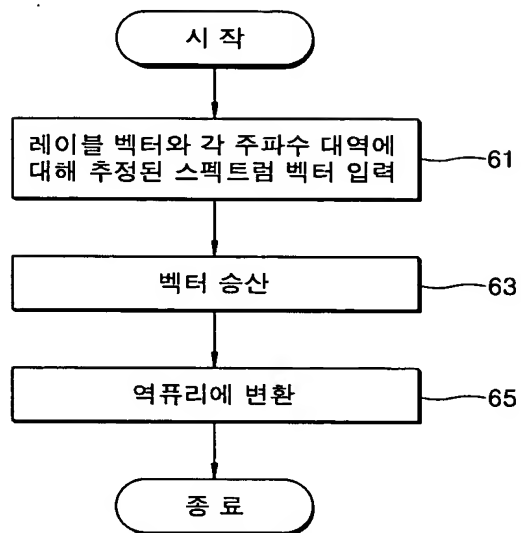 시 작
레이블 벡터와 각 주파수 대역에
대해 추정된 스펙트럼 벡터 입력
61
벡터 승산
63
역퓨리에 변환
65
종 료